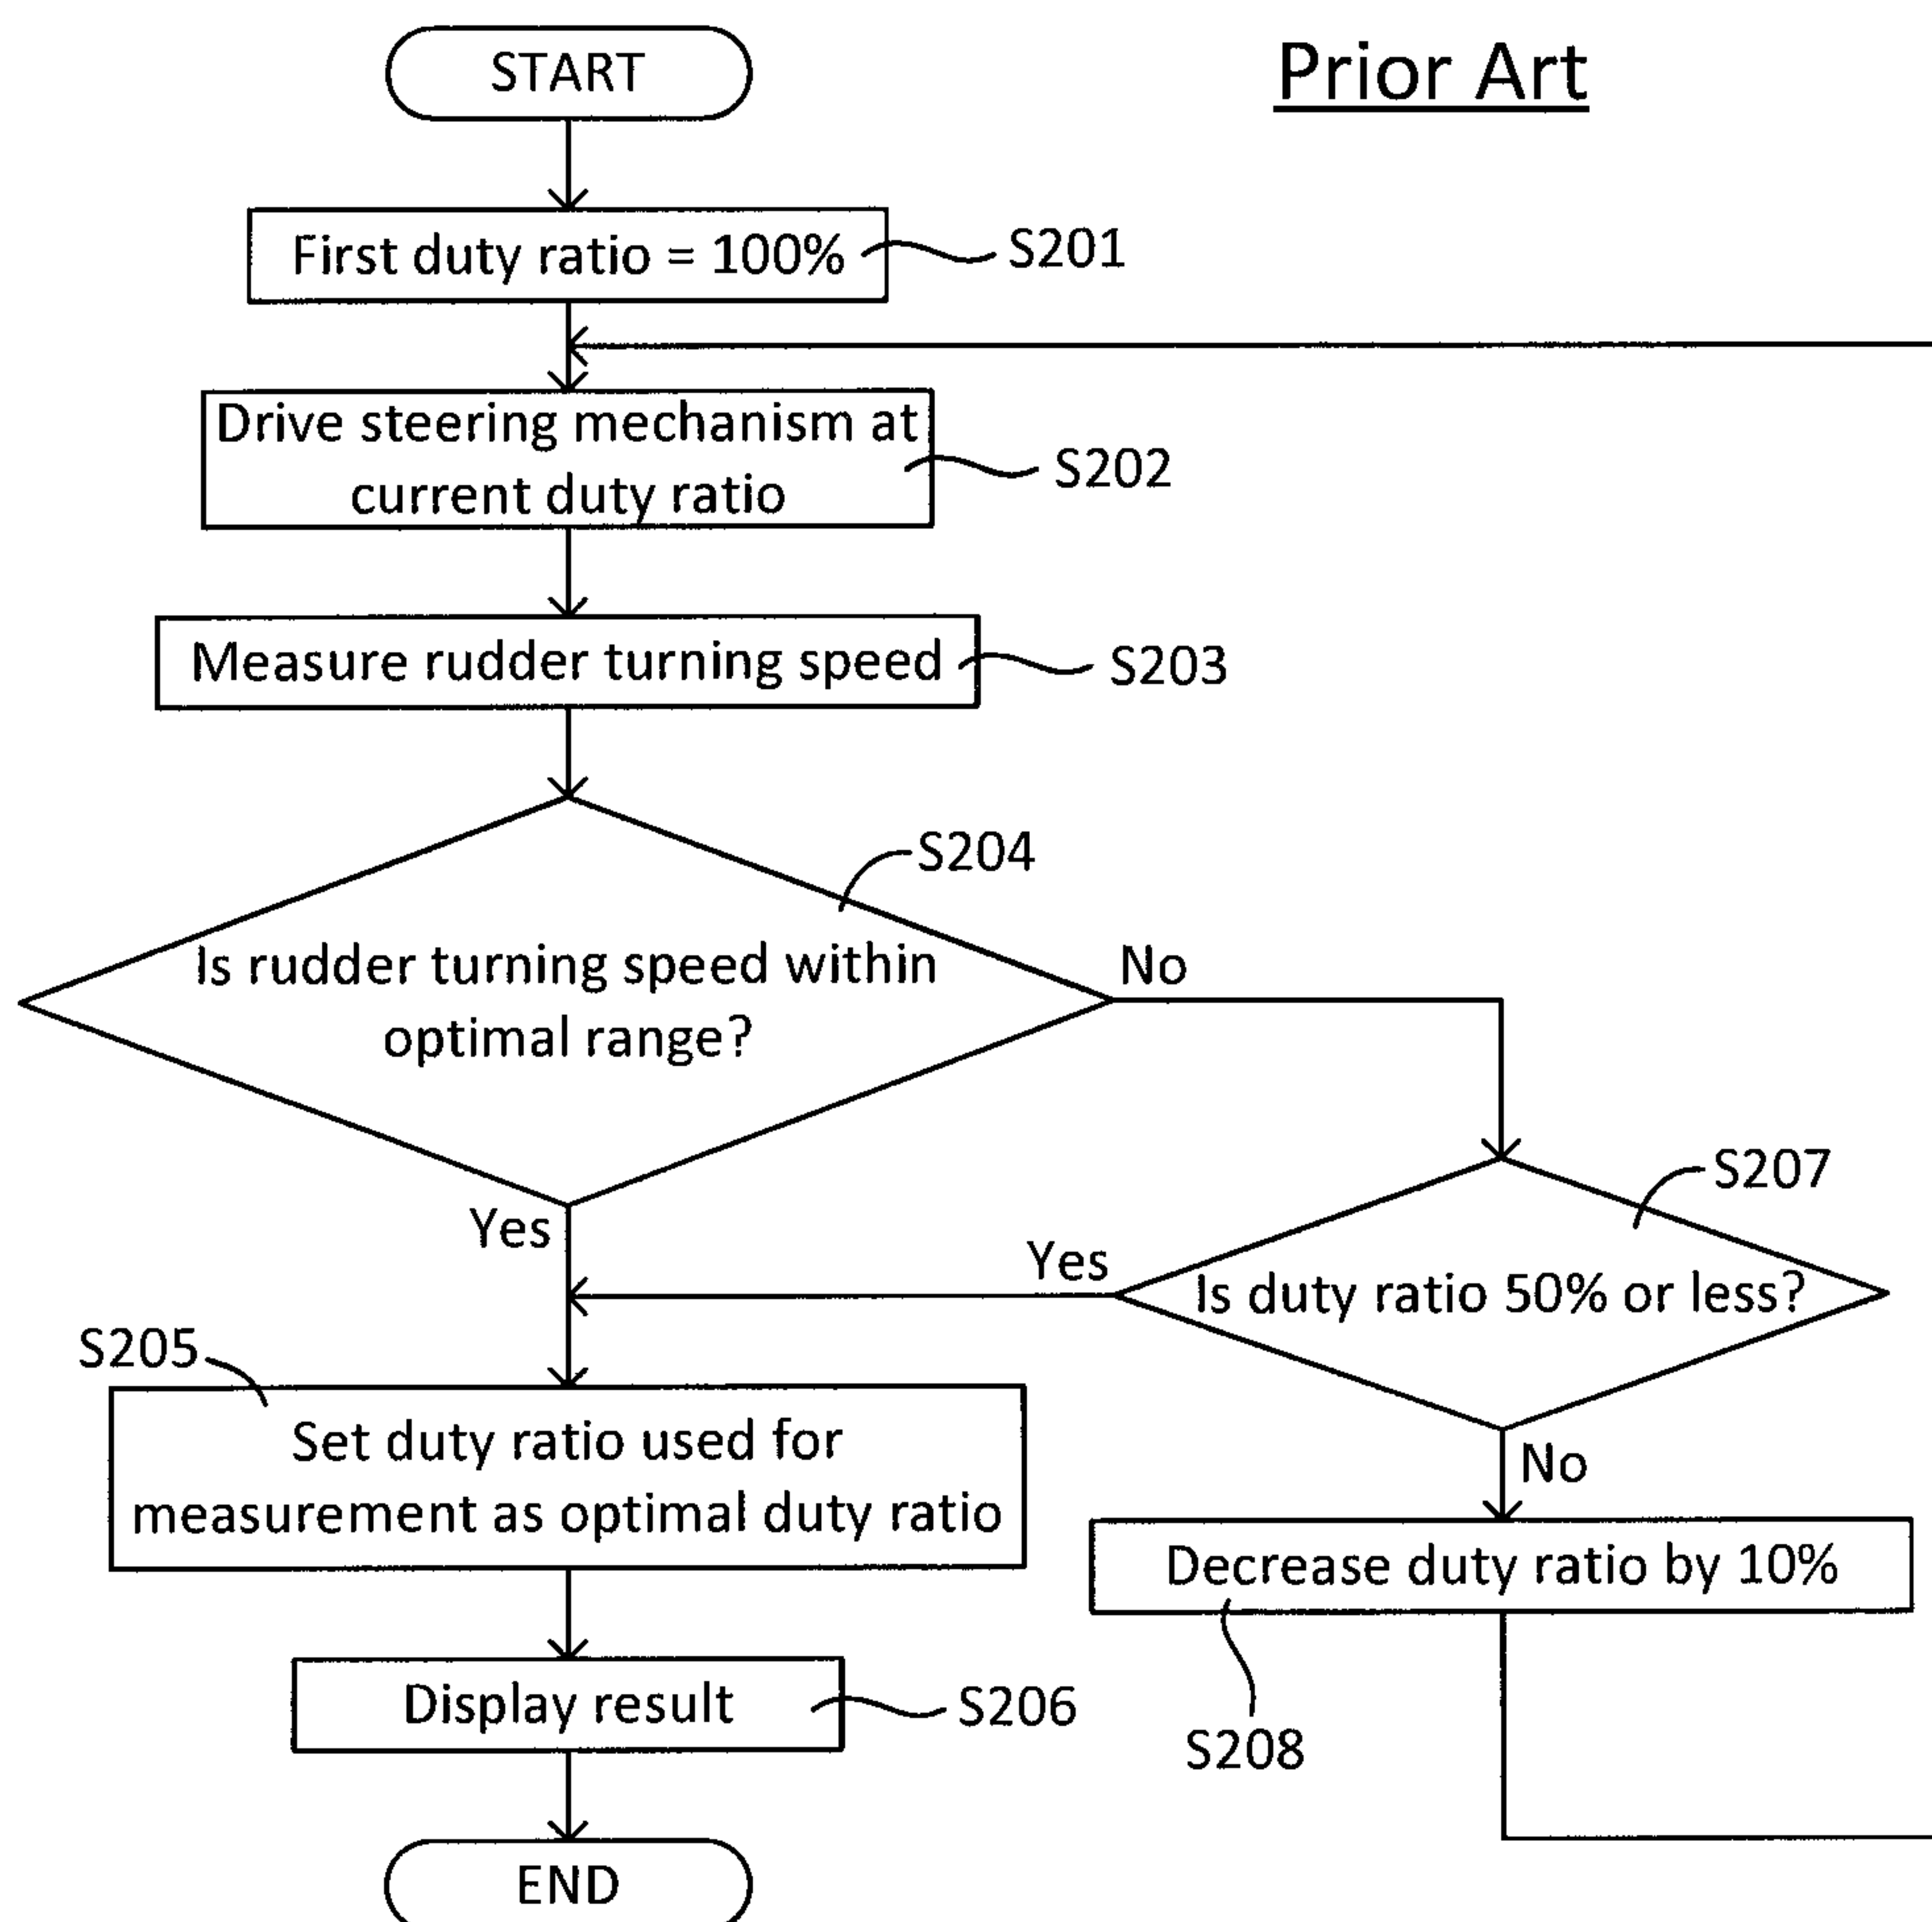 START
Prior Art
First duty ratio = 100%
S201
Drive steering mechanism at
current duty ratio
S202
Measure rudder turning speed
S203
S204
Is rudder turning speed within
optimal range?
No
Yes
S207
Is duty ratio 50% or less?
Yes
No
S205
Set duty ratio used for
measurement as optimal duty ratio
Decrease duty ratio by 10%
S208
Display result
S206
END